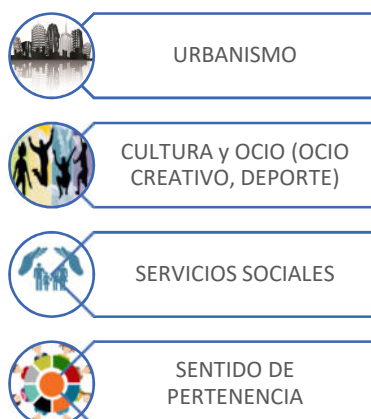 URBANISMO
CULTURA y OCIO (OCIO
CREATIVO, DEPORTE)
SERVICIOS SOCIALES
SENTIDO DE
PERTENENCIA